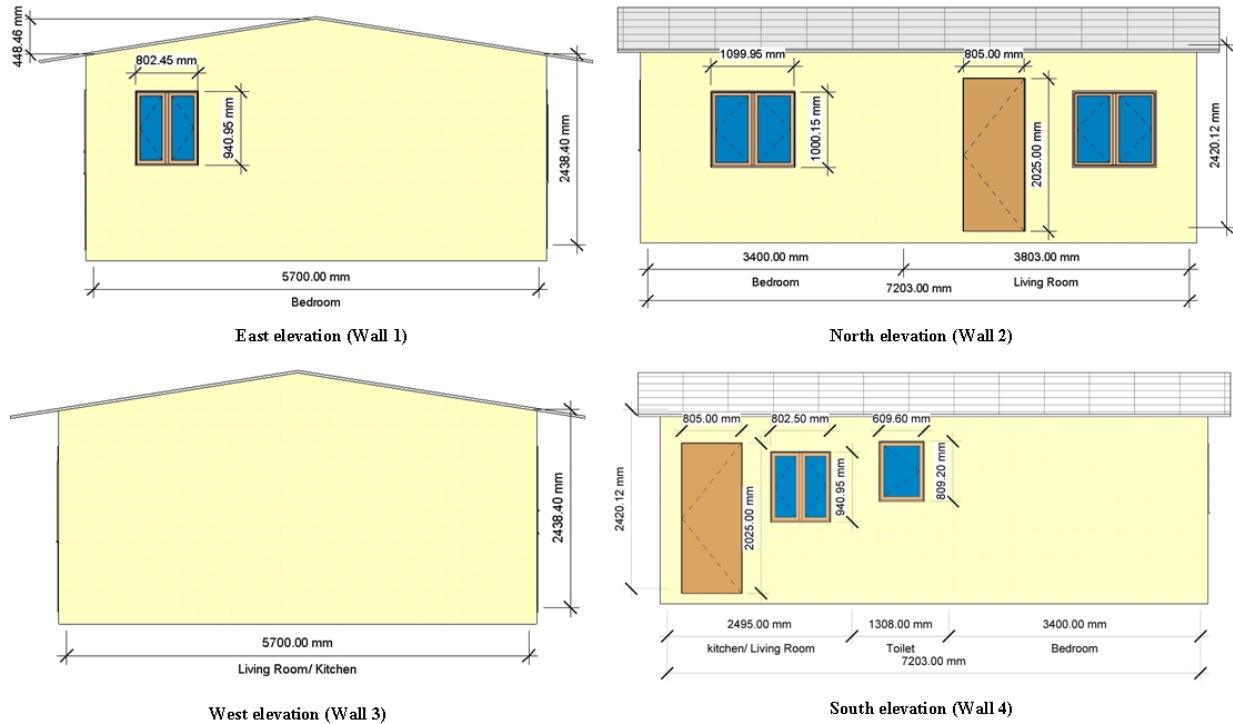 448.46 mm
802.45 mm
940.95 mm
2438.40 mm
5700.00 mm
Bedroom
East elevation (Wall 1)
1099.95 mm
805.00 mm
1000.15 mm
2025.00 mm
2420.12 mm
3400.00 mm
3803.00 mm
Bedroom
Living Room
7203.00 mm
North elevation (Wall 2)
2438.40 mm
5700.00 mm
Living Room/ Kitchen
West elevation (Wall 3)
805.00 mm
802.50 mm
609.60 mm
2420.12 mm
2025.00 mm
940.95 mm
809.20 mm
2495.00 mm
1308.00 mm
3400.00 mm
kitchen/ Living Room
Toilet
Bedroom
7203.00 mm
South elevation (Wall 4)